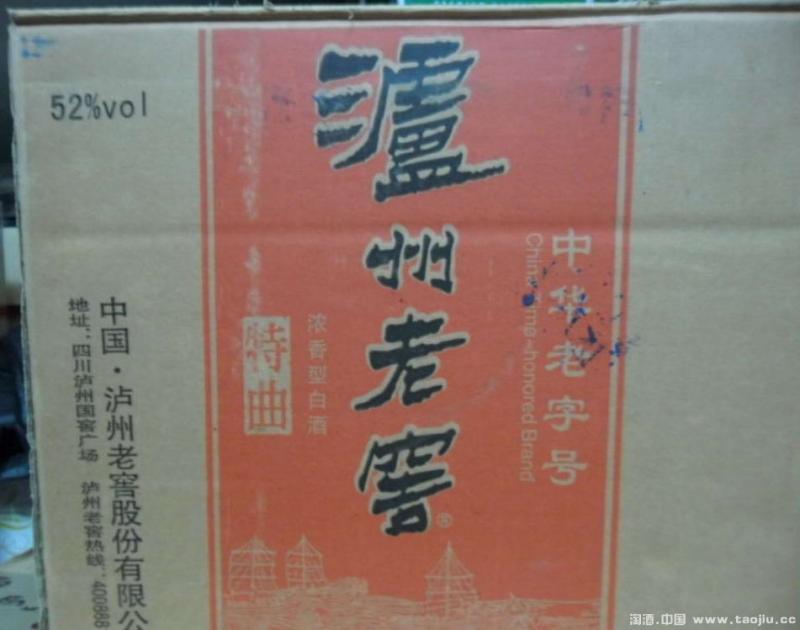 52%vol
瀘州老窖
®
中华老字号
China Time-honored Brand
浓香型白酒
特曲
中国·泸州老窖股份有限公
地址:四川泸州国窖广场 泸州老窖热线:400888
淘酒.中国 www.taojiu.cc